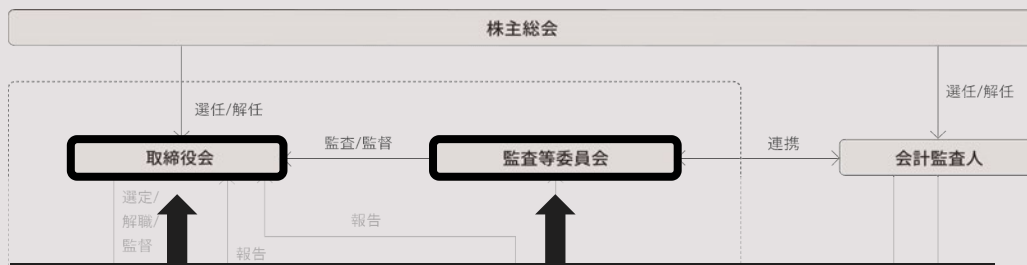 株主総会
選任/解任
選任/解任
取締役会
監査/監督
監査等委員会
連携
会計監査人
選定/
解職/
監督
報告
報告